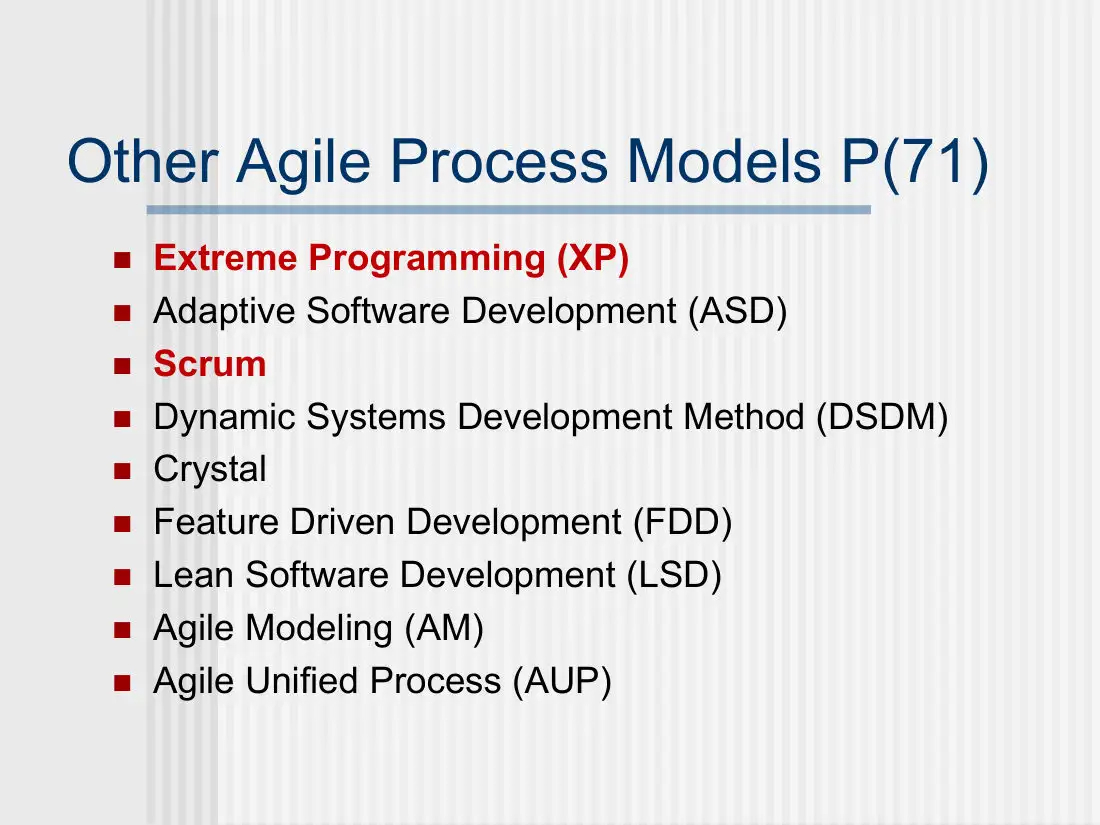 Other Agile Process Models P(71)
Extreme Programming (XP)
Adaptive Software Development (ASD)
Scrum
Dynamic Systems Development Method (DSDM)
Crystal
Feature Driven Development (FDD)
Lean Software Development (LSD)
Agile Modeling (AM)
Agile Unified Process (AUP)